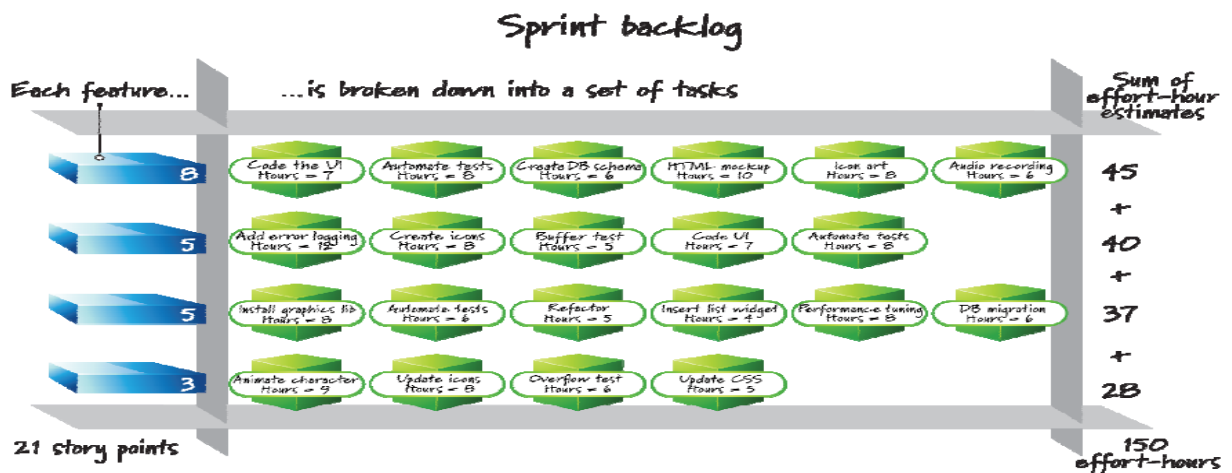 Sprint backlog
Each feature...
...is broken down into a set of tasks
Sum of
effort-hour
estimates
8
Code the UI
Hours = 7
Automate tests
Hours = 8
Create DB schema
Hours = 6
HTML mockup
Hours = 10
Icon art
Hours = 8
Audio recording
Hours = 6
45
+
5
Add error logging
Hours = 12
Create icons
Hours = 8
Buffer test
Hours = 5
Code UI
Hours = 7
Automate tests
Hours = 8
40
+
5
Install graphics lib
Hours = 8
Automate tests
Hours = 6
Refactor
Hours = 5
Insert list widget
Hours = 4
Performance tuning
Hours = 8
DB migration
Hours = 6
37
+
3
Animate character
Hours = 9
Update icons
Hours = 8
Overflow test
Hours = 6
Update CSS
Hours = 5
28
21 story points
150
effort-hours